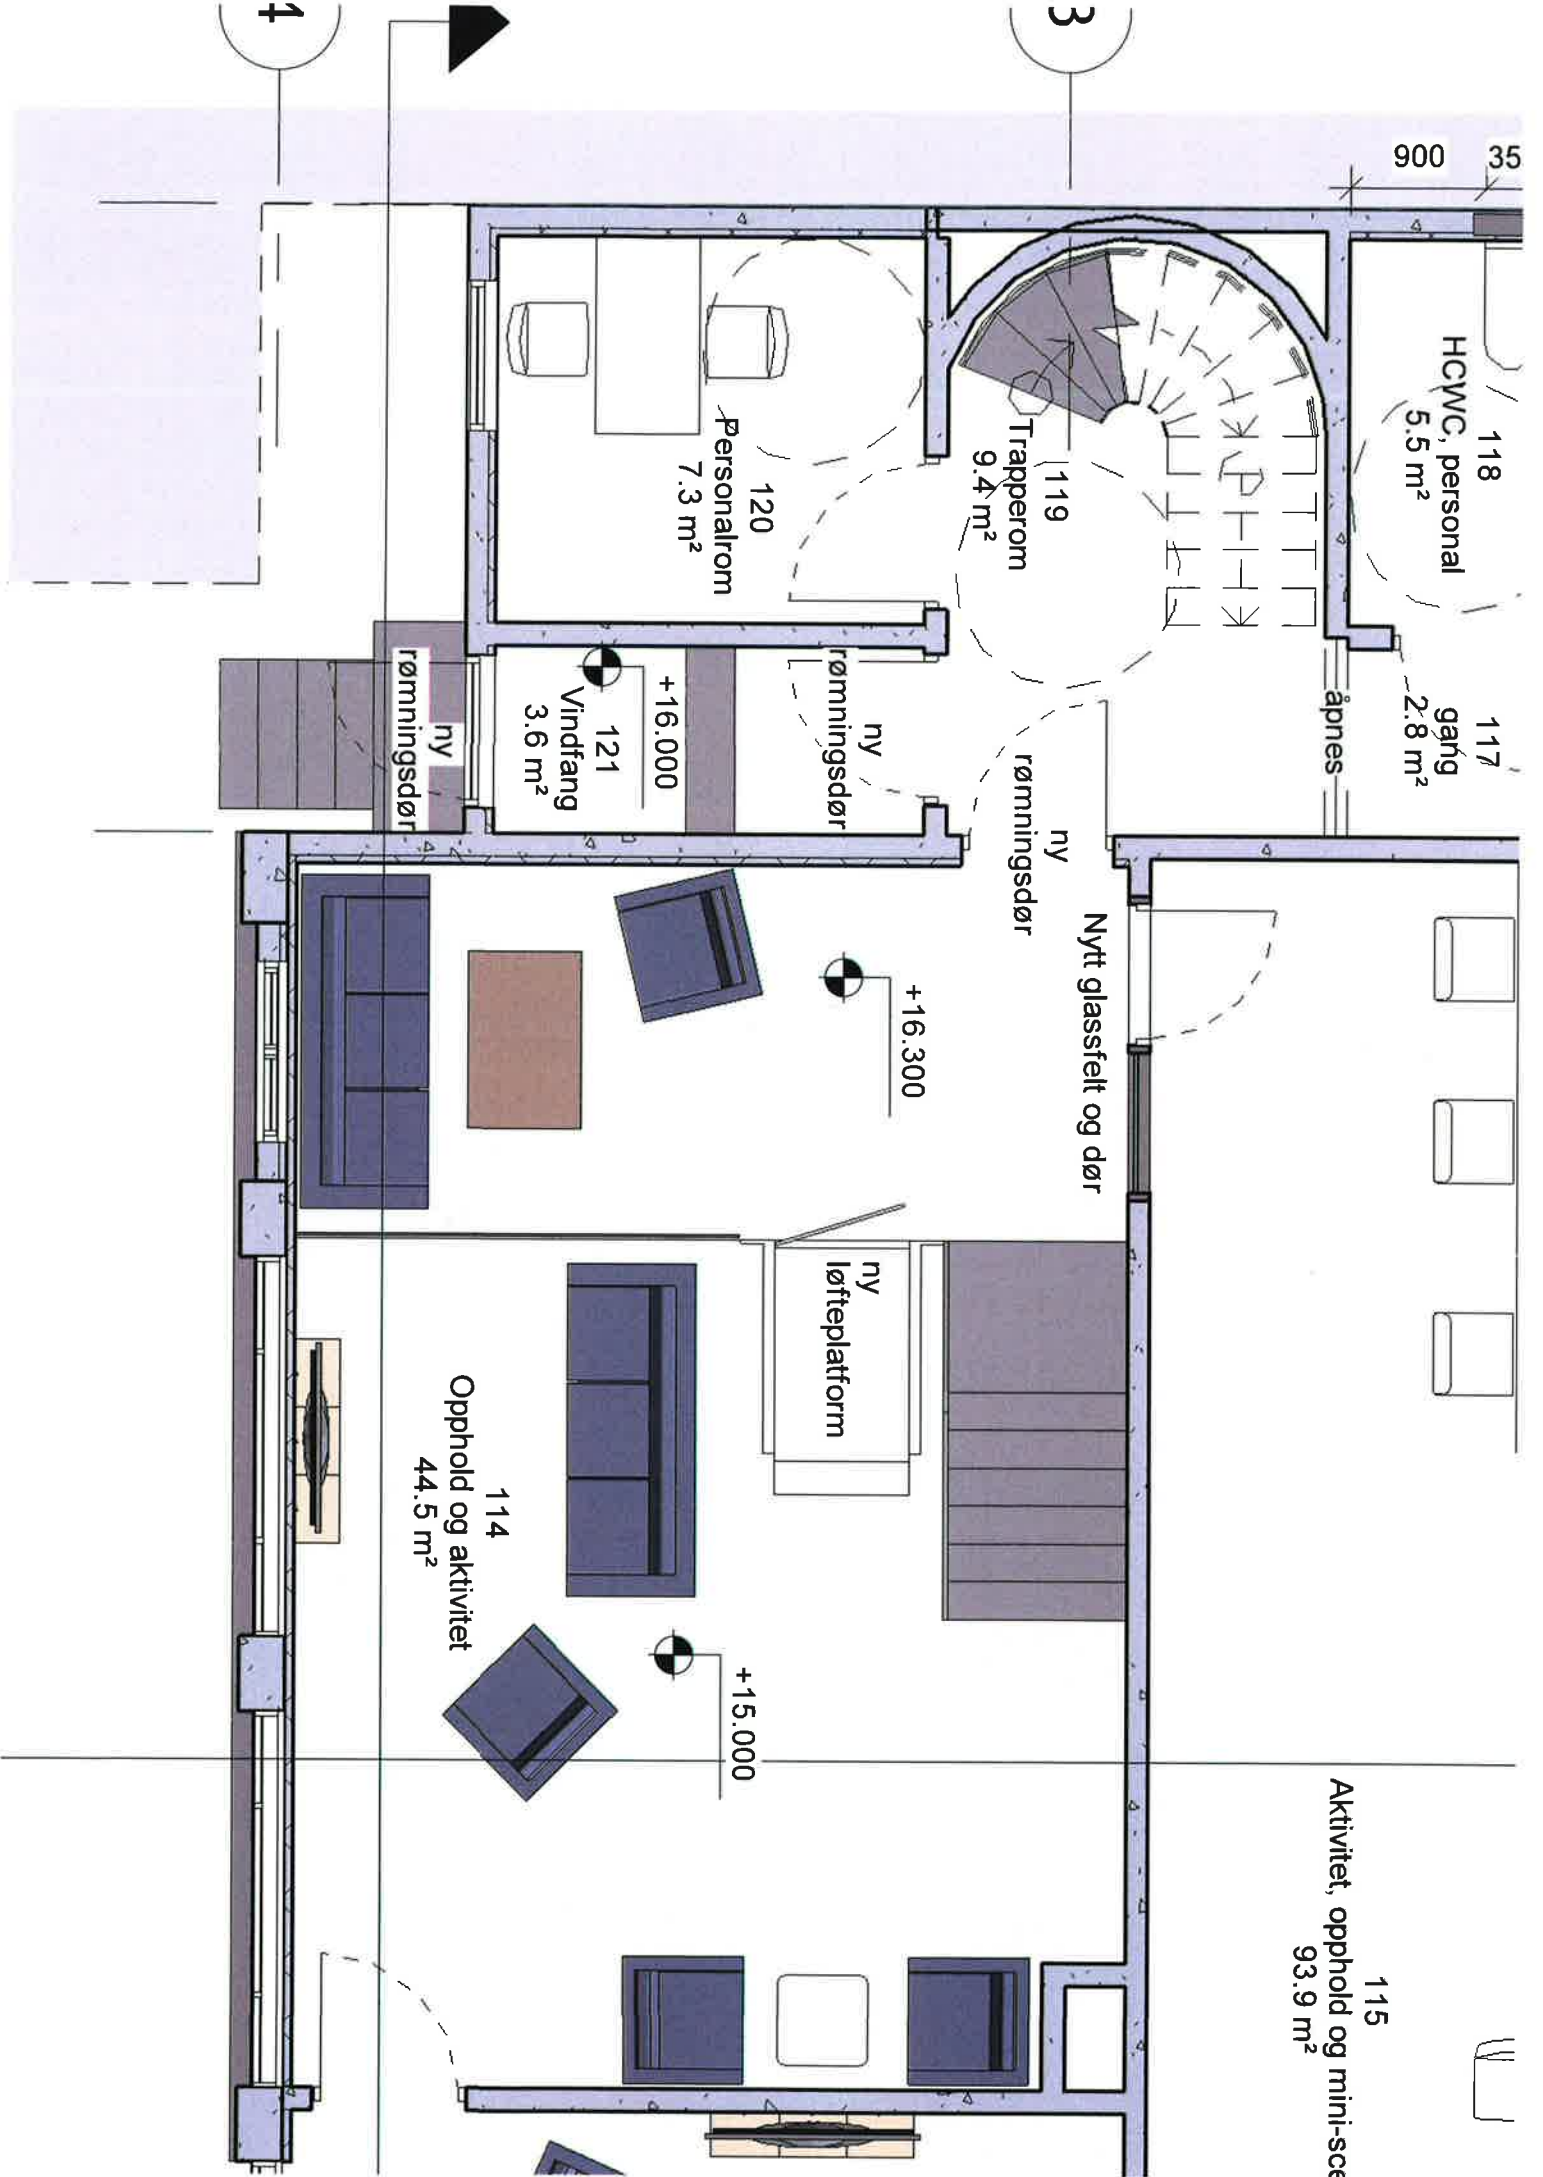 118
HCWC, personal
5.5 m²
117
gang
2.8 m²
åpnes
115
Aktivitet, opphold og mini-sce
93.9 m²
900
35
3
119
Trapperom
9.4 m²
ny
rømningsdør
Nytt glassfelt og dør
120
Personalrom
7.3 m²
ny
rømningsdør
+16.300
ny
løfteplatform
+16.000
121
Vindfang
3.6 m²
+15.000
ny
rømningsdør
114
Opphold og aktivitet
44.5 m²